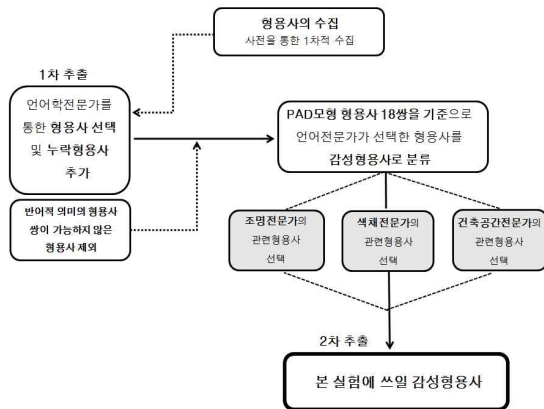 형용사의 수집
사전을 통한 1차적 수집
1차 추출
언어학전문가를
통한 형용사 선택
및 누락형용사
추가
PAD모형 형용사 18쌍을 기준으로
언어전문가가 선택한 형용사를
감성형용사로 분류
반어적 의미의 형용사
쌍이 가능하지 않은
형용사 제외
조명전문가의
관련형용사
선택
색채전문가의
관련형용사
선택
건축공간전문가의
관련형용사
선택
2차 추출
본 실험에 쓰일 감성형용사